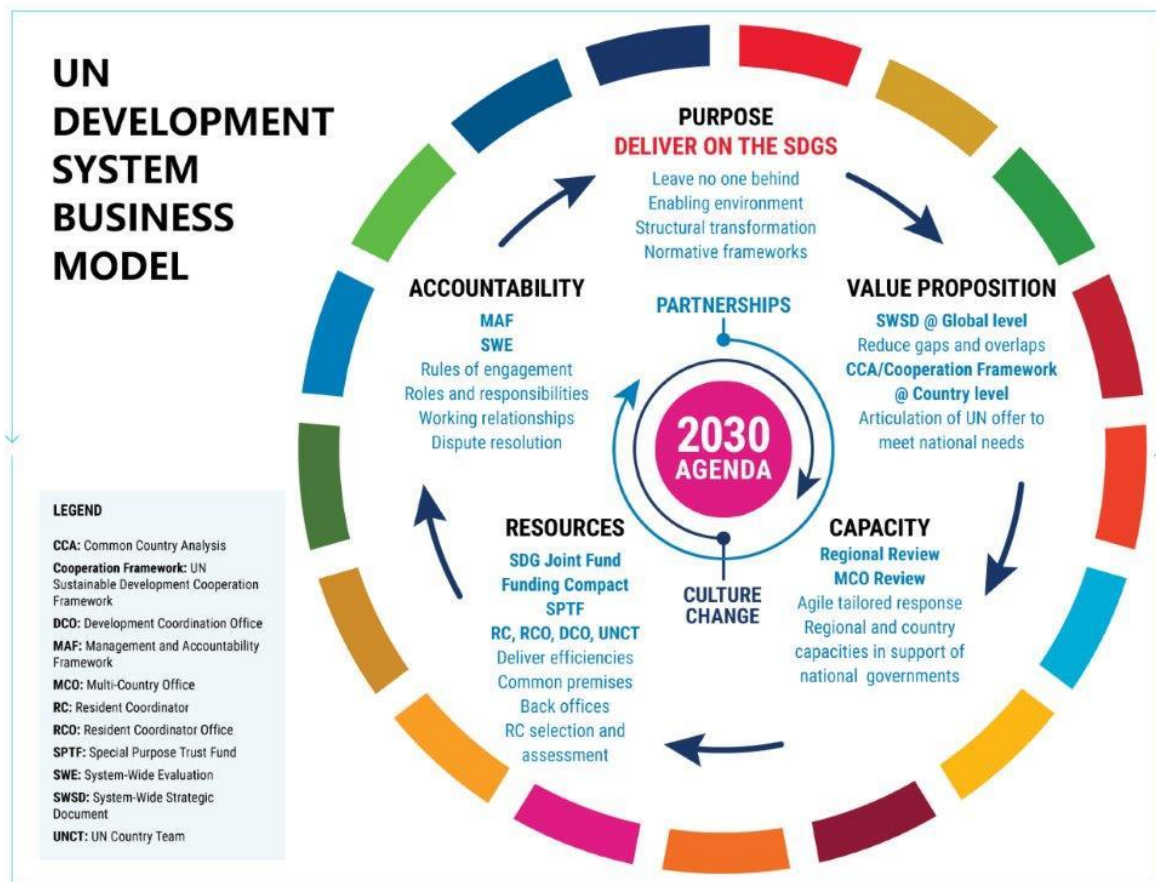 UN
DEVELOPMENT
SYSTEM
BUSINESS
MODEL
PURPOSE
DELIVER ON THE SDGS
Leave no one behind
Enabling environment
Structural transformation
Normative frameworks
VALUE PROPOSITION
SWSD @ Global level
Reduce gaps and overlaps
CCA/Cooperation Framework
@ Country level
Articulation of UN offer to
meet national needs
CAPACITY
Regional Review
MCO Review
Agile tailored response
Regional and country
capacities in support of
national governments
RESOURCES
SDG Joint Fund
Funding Compact
SPTF
RC, RCO, DCO, UNCT
Deliver efficiencies
Common premises
Back offices
RC selection and
assessment
ACCOUNTABILITY
MAF
SWE
Rules of engagement
Roles and responsibilities
Working relationships
Dispute resolution
PARTNERSHIPS
2030
AGENDA
CULTURE
CHANGE
LEGEND
CCA: Common Country Analysis
Cooperation Framework: UN
Sustainable Development Cooperation
Framework
DCO: Development Coordination Office
MAF: Management and Accountability
Framework
MCO: Multi-Country Office
RC: Resident Coordinator
RCO: Resident Coordinator Office
SPTF: Special Purpose Trust Fund
SWE: System-Wide Evaluation
SWSD: System-Wide Strategic
Document
UNCT: UN Country Team